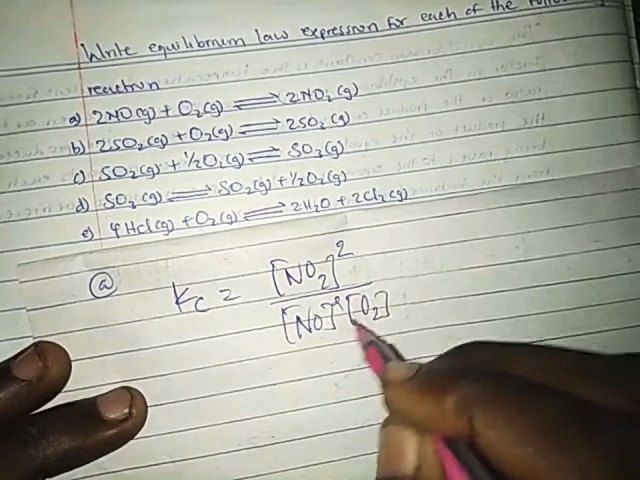 Write equilibrium law expression for each of the following
reaction
a) 2NO(g) + O₂(g) ⇌ 2NO₂(g)
b) 2SO₂(g) + O₂(g) ⇌ 2SO₃(g)
c) SO₂(g) + ½O₂(g) ⇌ SO₃(g)
d) SO₃(g) ⇌ SO₂(g) + ½O₂(g)
e) 4HCl(g) + O₂(g) ⇌ 2H₂O + 2Cl₂(g)
ⓐ Kc = [NO₂]²
[NO]² [O₂]